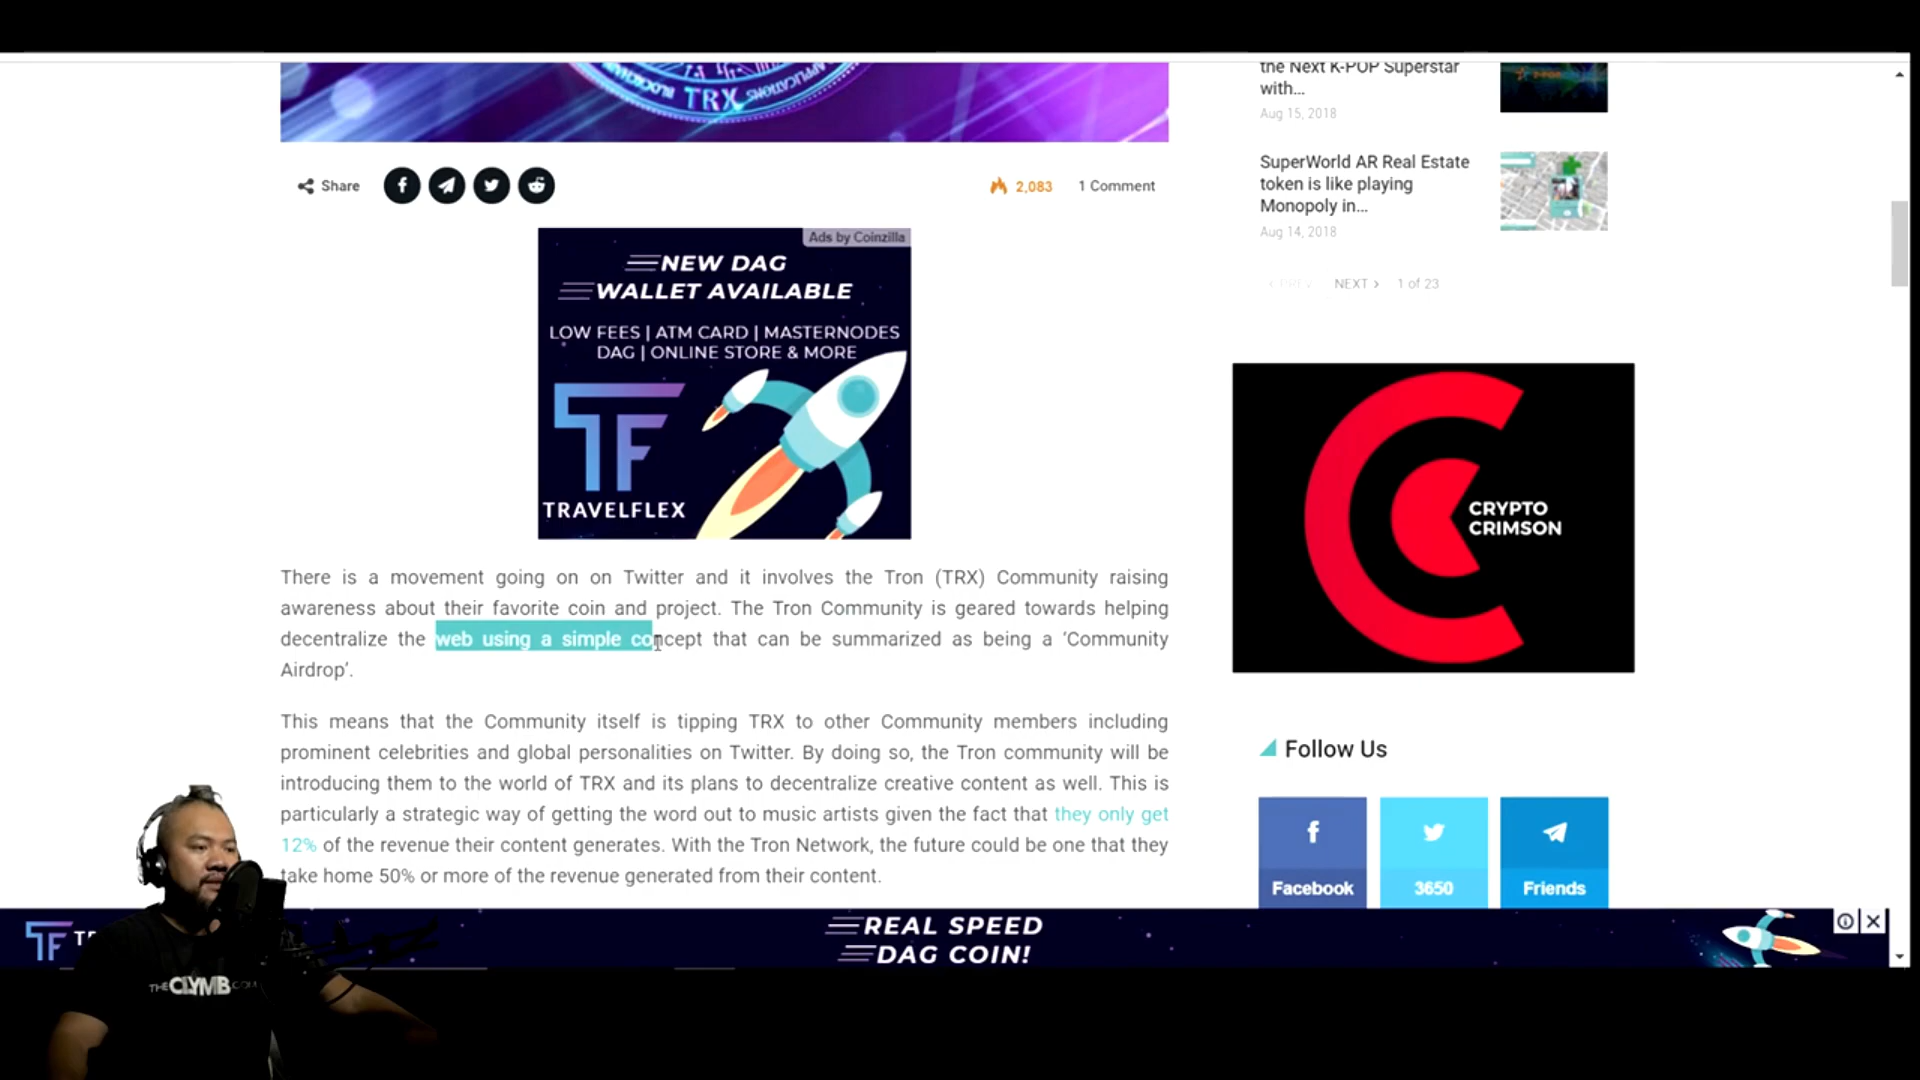 APPLICATIONS
BLOCKCHAIN TRX
the Next K-POP Superstar
with...
Aug 15, 2018
SuperWorld AR Real Estate
token is like playing
Monopoly in...
Aug 14, 2018
< PREV NEXT > 1 of 23
Share
2,083 1 Comment
Ads by Coinzilla
NEW DAG
WALLET AVAILABLE
LOW FEES | ATM CARD | MASTERNODES
DAG | ONLINE STORE & MORE
TF
TRAVELFLEX
CRYPTO
CRIMSON
There is a movement going on on Twitter and it involves the Tron (TRX) Community raising
awareness about their favorite coin and project. The Tron Community is geared towards helping
decentralize the web using a simple concept that can be summarized as being a ‘Community
Airdrop’.
This means that the Community itself is tipping TRX to other Community members including
prominent celebrities and global personalities on Twitter. By doing so, the Tron community will be
introducing them to the world of TRX and its plans to decentralize creative content as well. This is
particularly a strategic way of getting the word out to music artists given the fact that they only get
12% of the revenue their content generates. With the Tron Network, the future could be one that they
take home 50% or more of the revenue generated from their content.
Follow Us
Facebook
3650
Friends
TF
REAL SPEED
DAG COIN!
THECLYMB.COM